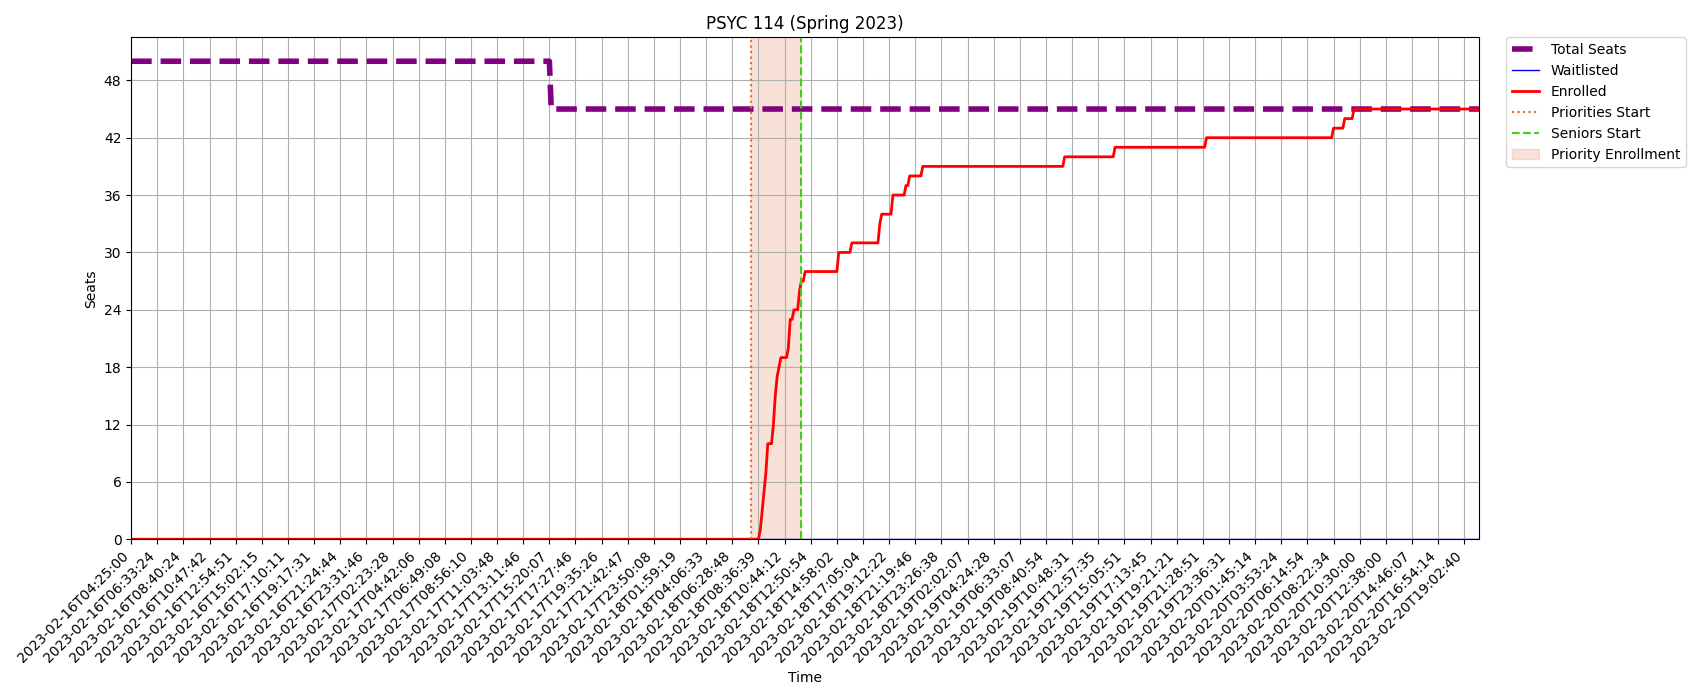 PSYC 114 (Spring 2023)
Total Seats
Waitlisted
Enrolled
Priorities Start
Seniors Start
Priority Enrollment
Seats
48
42
36
30
24
18
12
6
0
2023-02-16T04:25:00
2023-02-16T06:33:24
2023-02-16T08:40:24
2023-02-16T10:47:42
2023-02-16T12:54:51
2023-02-16T15:02:15
2023-02-16T17:10:11
2023-02-16T19:17:31
2023-02-16T21:24:44
2023-02-16T23:31:46
2023-02-17T02:23:28
2023-02-17T04:42:06
2023-02-17T06:49:08
2023-02-17T08:56:10
2023-02-17T11:03:48
2023-02-17T13:11:46
2023-02-17T15:20:07
2023-02-17T17:27:46
2023-02-17T19:35:26
2023-02-17T21:42:47
2023-02-17T23:50:08
2023-02-18T01:59:19
2023-02-18T04:06:33
2023-02-18T06:28:48
2023-02-18T08:36:39
2023-02-18T10:44:12
2023-02-18T12:50:54
2023-02-18T14:58:02
2023-02-18T17:05:04
2023-02-18T19:12:22
2023-02-18T21:19:46
2023-02-18T23:26:38
2023-02-19T02:02:07
2023-02-19T04:24:28
2023-02-19T06:33:07
2023-02-19T08:40:54
2023-02-19T10:48:31
2023-02-19T12:57:35
2023-02-19T15:05:51
2023-02-19T17:13:45
2023-02-19T19:21:21
2023-02-19T21:28:51
2023-02-19T23:36:31
2023-02-20T01:45:14
2023-02-20T03:53:24
2023-02-20T06:14:54
2023-02-20T08:22:34
2023-02-20T10:30:00
2023-02-20T12:38:00
2023-02-20T14:46:07
2023-02-20T16:54:14
2023-02-20T19:02:40
Time